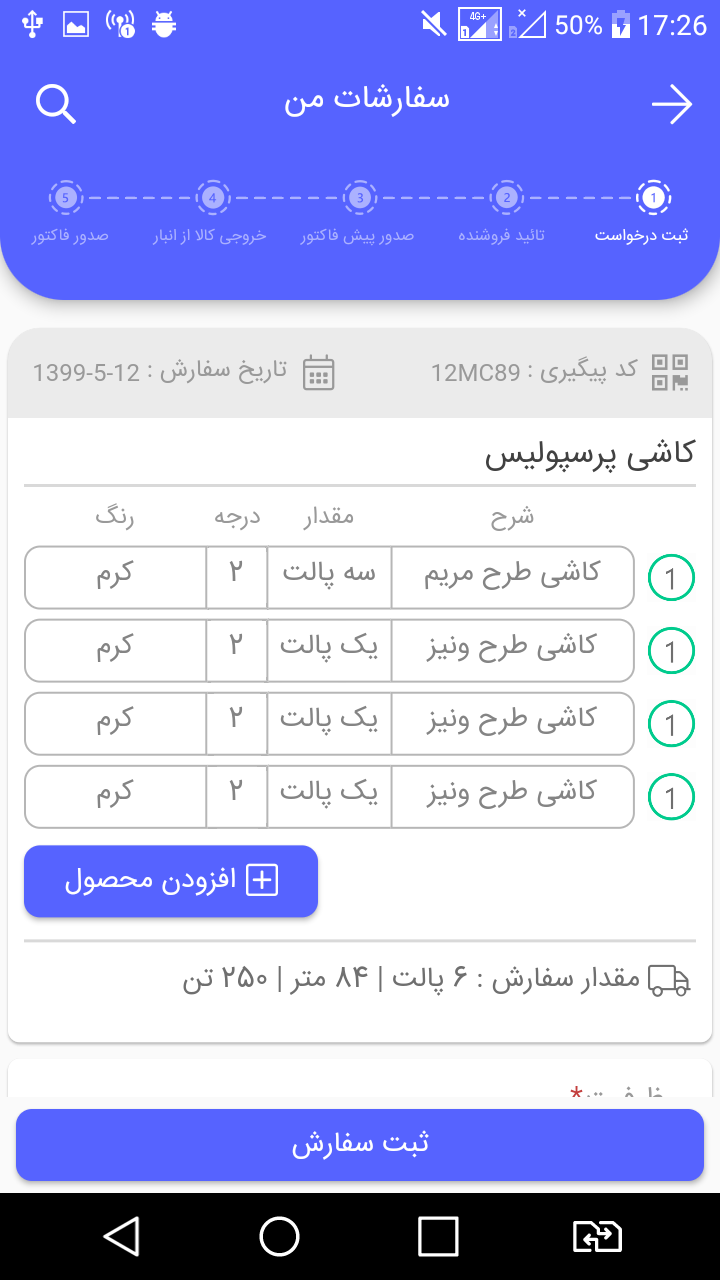 4G+ 1 2 50% 17:26
سفارشات من
1 2 3 4 5
ثبت درخواست تائید فروشنده صدور پیش فاکتور خروجی کالا از انبار صدور فاکتور
کد پیگیری : 12MC89 تاریخ سفارش : 1399-5-12
کاشی پرسپولیس
شرح مقدار درجه رنگ
1 کاشی طرح مریم سه پالت ۲ کرم
1 کاشی طرح ونیز یک پالت ۲ کرم
1 کاشی طرح ونیز یک پالت ۲ کرم
1 کاشی طرح ونیز یک پالت ۲ کرم
افزودن محصول
مقدار سفارش : ۶ پالت | ۸۴ متر | ۲۵۰ تن
*
ثبت سفارش